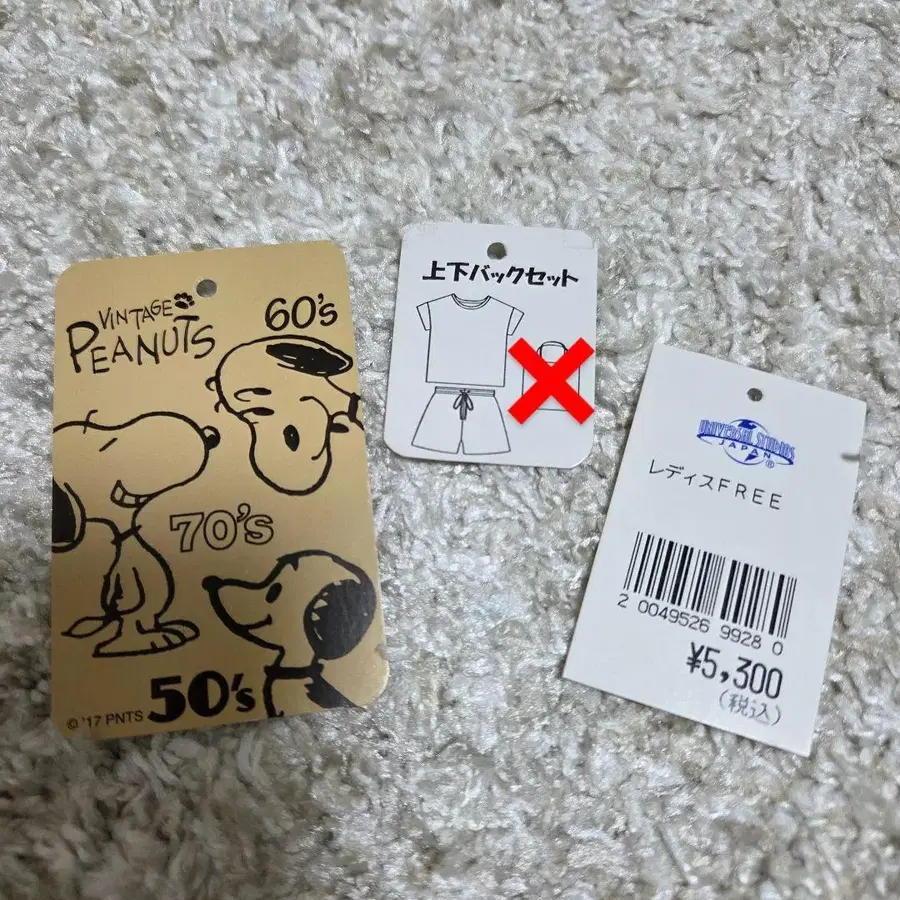 VINTAGE
PEANUTS
60's
70's
50's
© '17 PNTS
上下バックセット
UNIVERSAL STUDIOS
JAPAN
®
レディスFREE
2 0049526 9928 0
¥5,300
(税込)